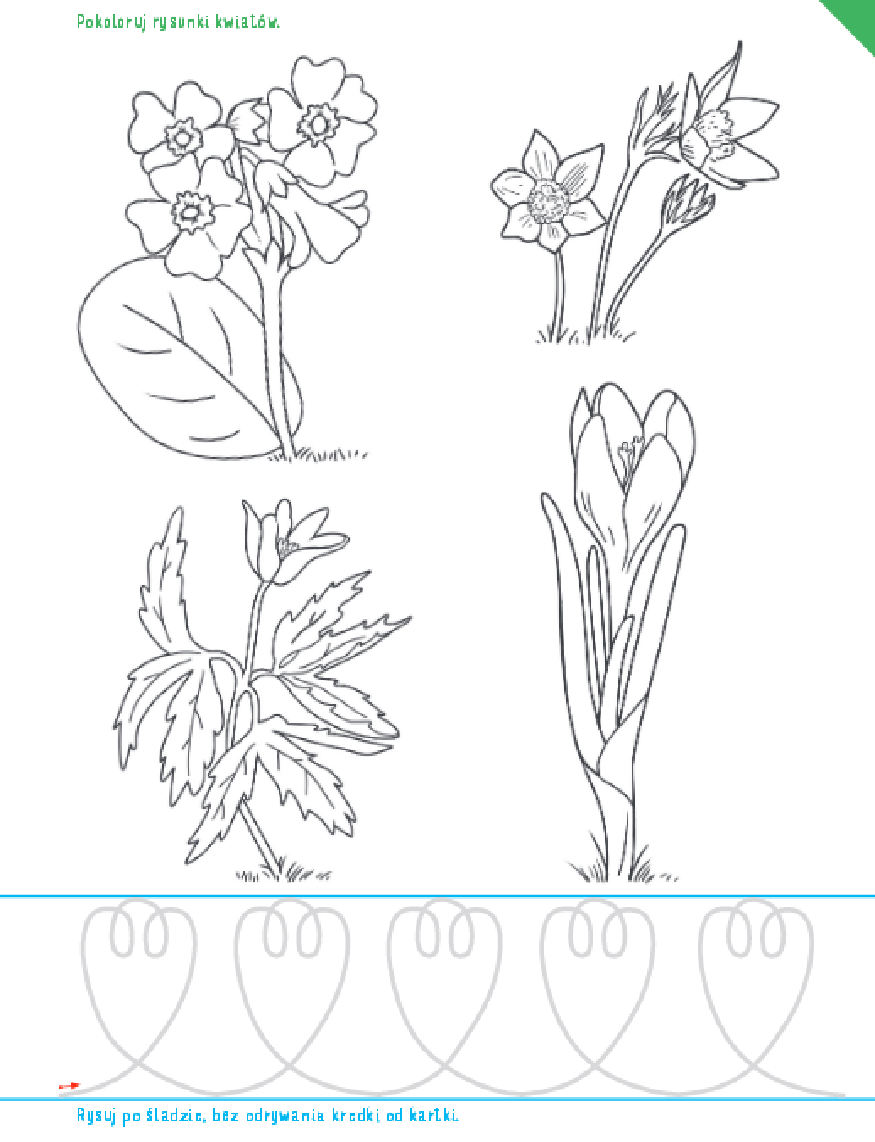 Pokoloruj rysunki kwiatów.
Rysuj po śladzie, bez odrywania kredki od kartki.